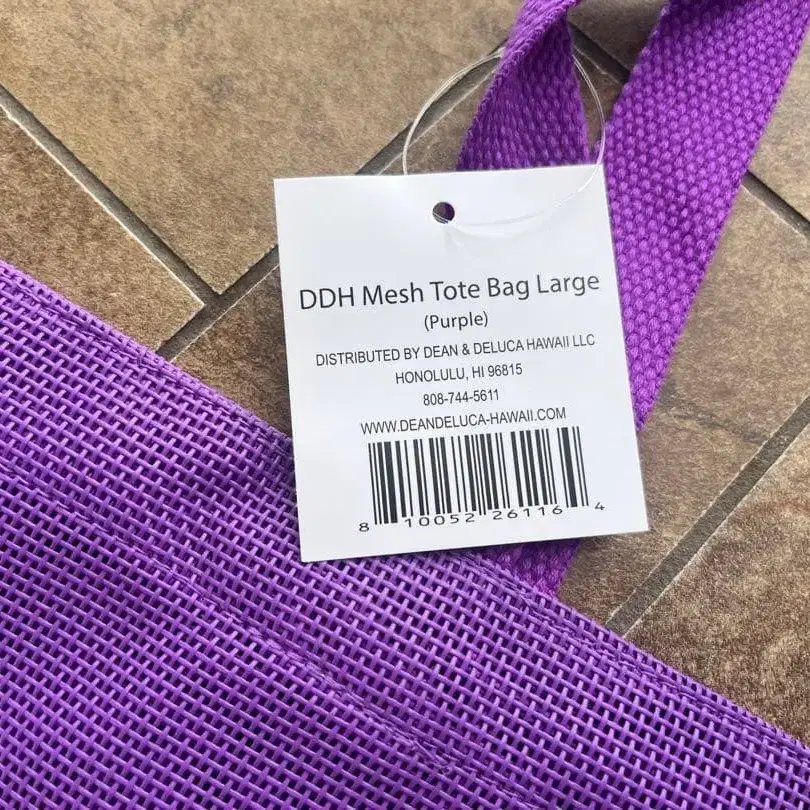 DDH Mesh Tote Bag Large
(Purple)
DISTRIBUTED BY DEAN & DELUCA HAWAII LLC
HONOLULU, HI 96815
808-744-5611
WWW.DEANDELUCA-HAWAII.COM
8 10052 26116 4